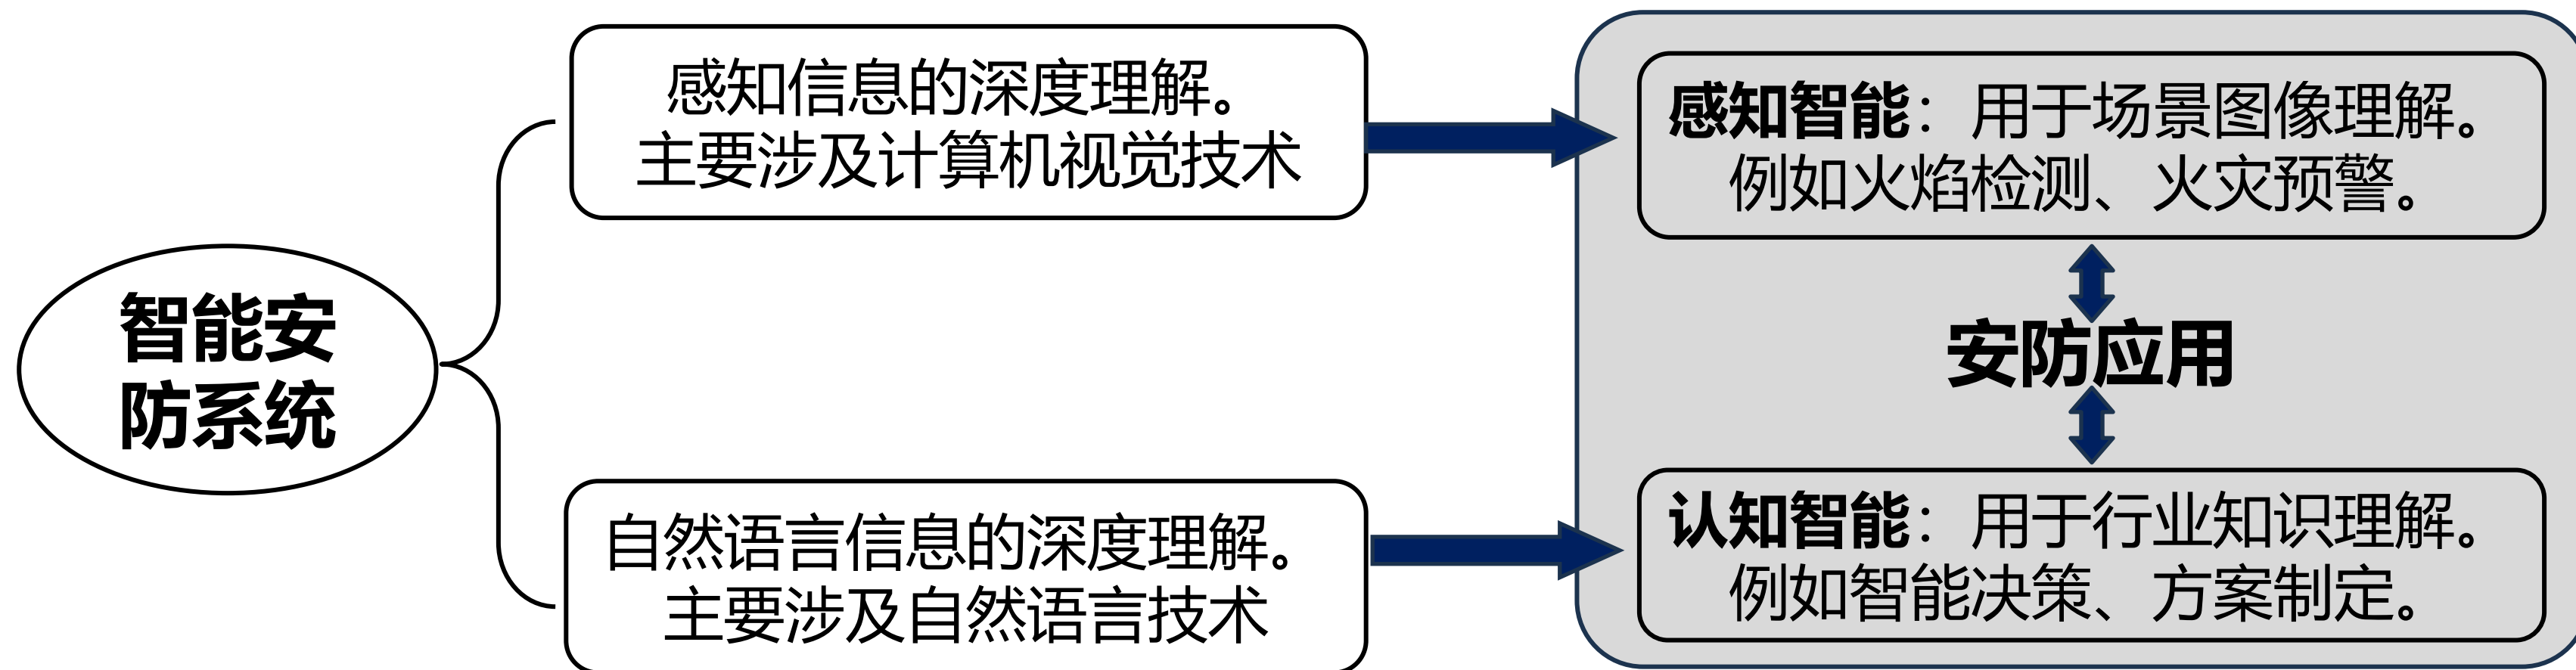 智能安
防系统
感知信息的深度理解。
主要涉及计算机视觉技术
自然语言信息的深度理解。
主要涉及自然语言技术
感知智能：用于场景图像理解。
例如火焰检测、火灾预警。
安防应用
认知智能：用于行业知识理解。
例如智能决策、方案制定。